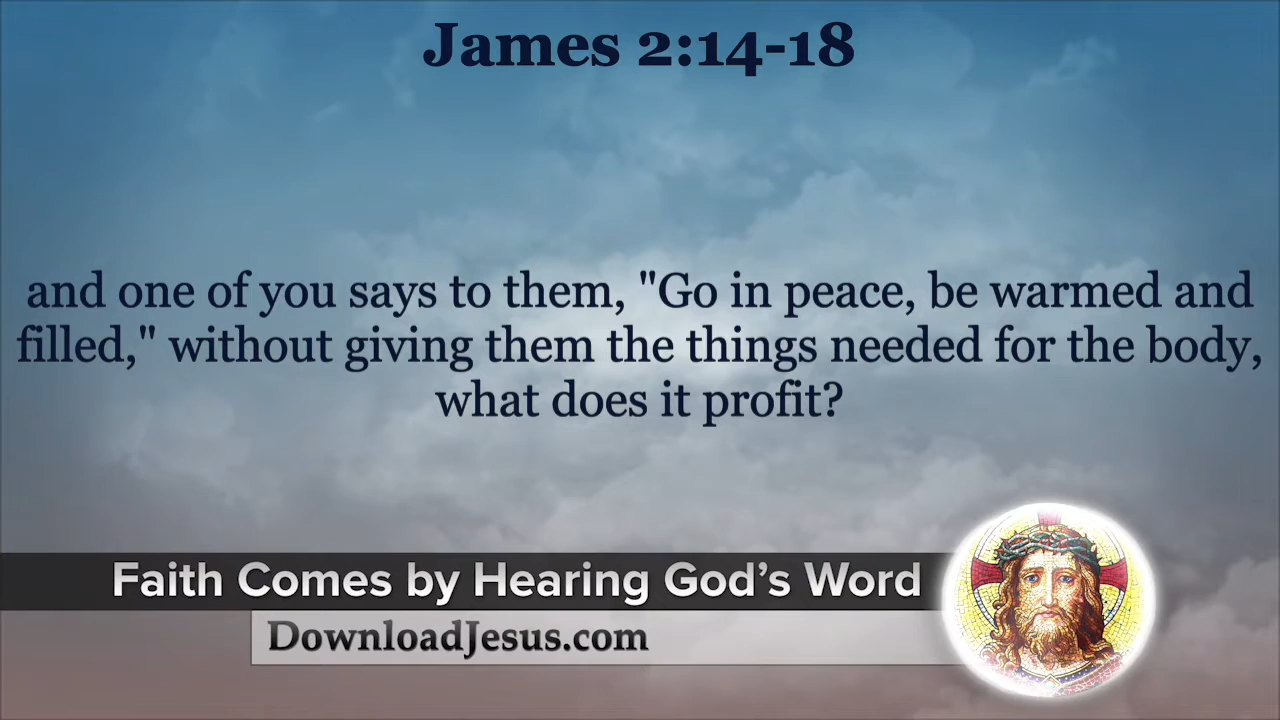 James 2:14-18
and one of you says to them, "Go in peace, be warmed and
filled," without giving them the things needed for the body,
what does it profit?
Faith Comes by Hearing God’s Word
DownloadJesus.com